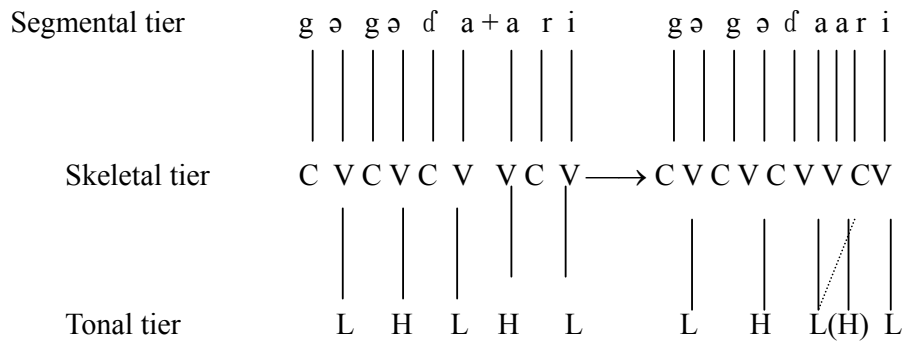 Segmental tier g ə g ə ɗ a + a r i g ə g ə ɗ a a r i
Skeletal tier C V C V C V V C V ⟶ C V C V C V V C V
Tonal tier L H L H L L H L(H) L